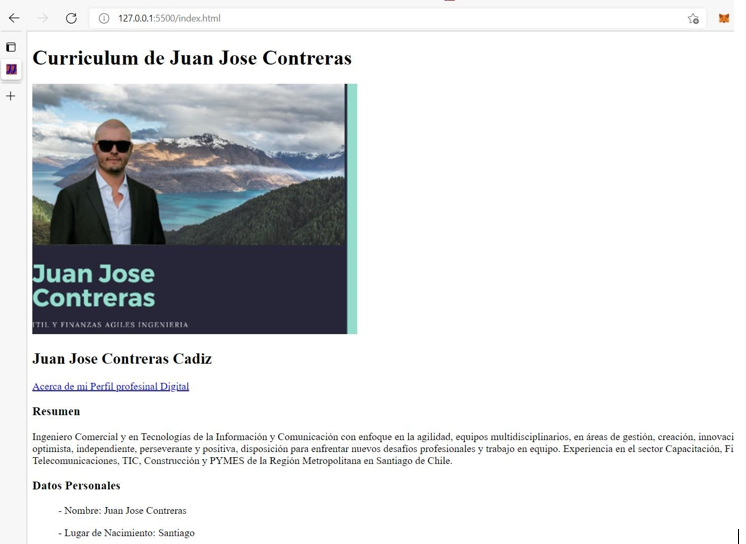 127.0.0.1:5500/index.html
Curriculum de Juan Jose Contreras
Juan Jose
Contreras
TIL Y FINANZAS AGILES INGENIERIA
Juan Jose Contreras Cadiz
Acerca de mi Perfil profesinal Digital
Resumen
Ingeniero Comercial y en Tecnologías de la Información y Comunicación con enfoque en la agilidad, equipos multidisciplinarios, en áreas de gestión, creación, innovaci
optimista, independiente, perseverante y positiva, disposición para enfrentar nuevos desafíos profesionales y trabajo en equipo. Experiencia en el sector Capacitación, Fi
Telecomunicaciones, TIC, Construcción y PYMES de la Región Metropolitana en Santiago de Chile.
Datos Personales
- Nombre: Juan Jose Contreras
- Lugar de Nacimiento: Santiago